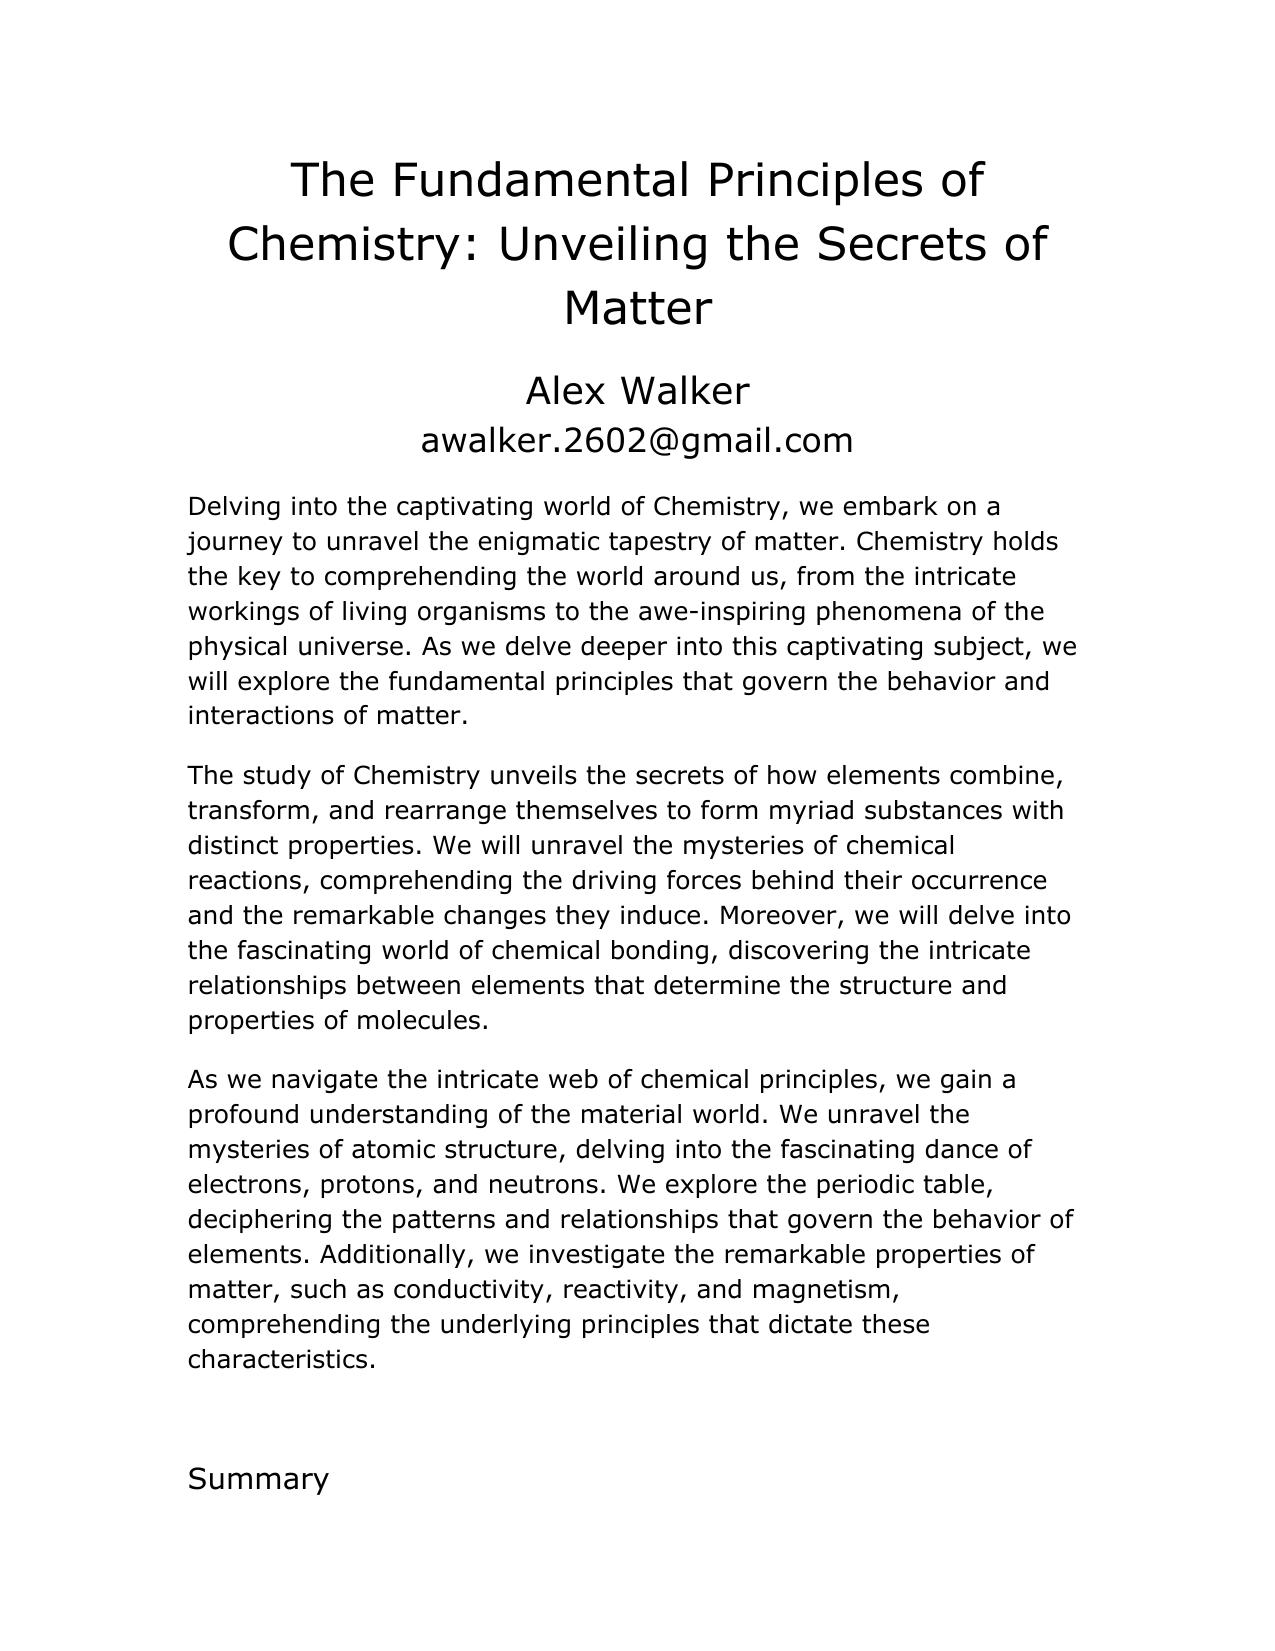 The Fundamental Principles of
Chemistry: Unveiling the Secrets of
Matter
Alex Walker
awalker.2602@gmail.com
Delving into the captivating world of Chemistry, we embark on a
journey to unravel the enigmatic tapestry of matter. Chemistry holds
the key to comprehending the world around us, from the intricate
workings of living organisms to the awe-inspiring phenomena of the
physical universe. As we delve deeper into this captivating subject, we
will explore the fundamental principles that govern the behavior and
interactions of matter.
The study of Chemistry unveils the secrets of how elements combine,
transform, and rearrange themselves to form myriad substances with
distinct properties. We will unravel the mysteries of chemical
reactions, comprehending the driving forces behind their occurrence
and the remarkable changes they induce. Moreover, we will delve into
the fascinating world of chemical bonding, discovering the intricate
relationships between elements that determine the structure and
properties of molecules.
As we navigate the intricate web of chemical principles, we gain a
profound understanding of the material world. We unravel the
mysteries of atomic structure, delving into the fascinating dance of
electrons, protons, and neutrons. We explore the periodic table,
deciphering the patterns and relationships that govern the behavior of
elements. Additionally, we investigate the remarkable properties of
matter, such as conductivity, reactivity, and magnetism,
comprehending the underlying principles that dictate these
characteristics.
Summary